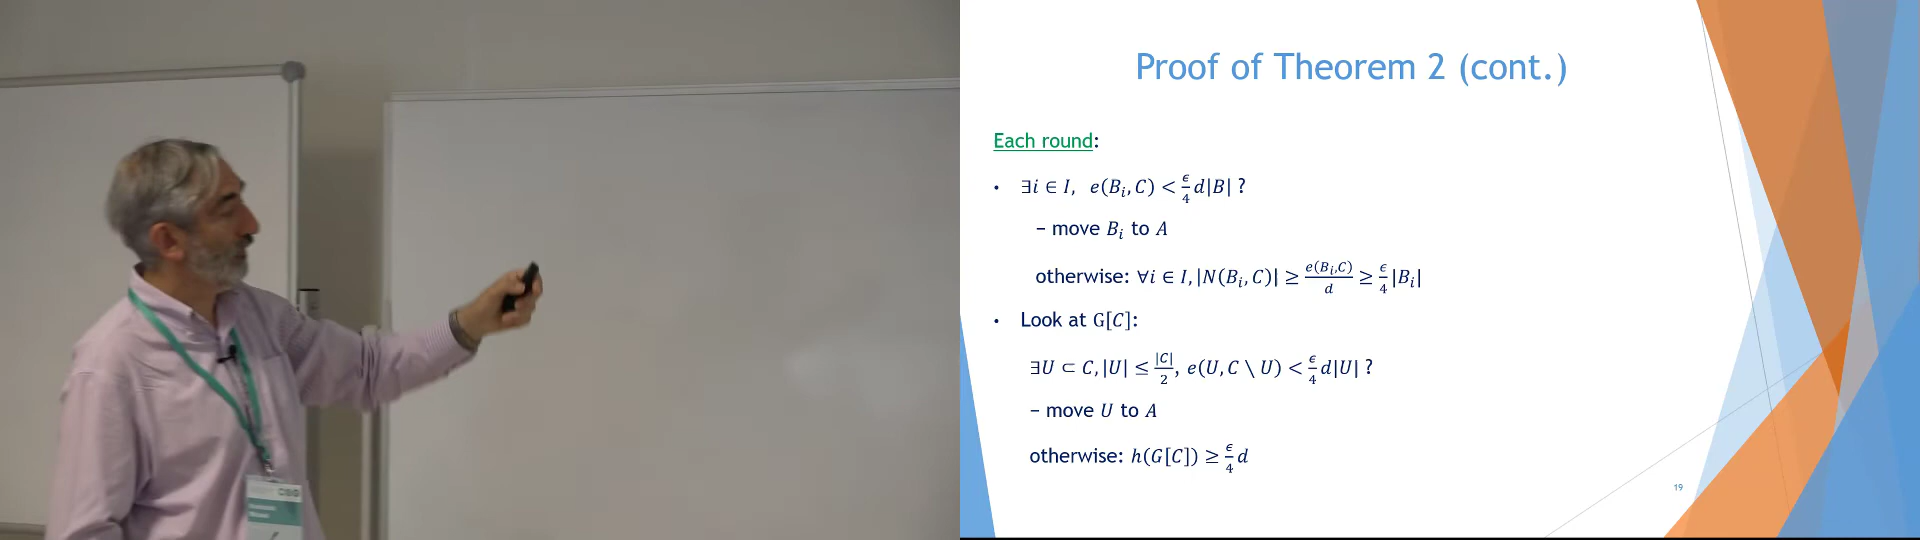 Proof of Theorem 2 (cont.)
Each round:
• ∃i ∈ I, e(B_i, C) < ϵ/4 d|B| ?
– move B_i to A
otherwise: ∀i ∈ I, |N(B_i, C)| ≥ e(B_i,C)/d ≥ ϵ/4 |B_i|
• Look at G[C]:
∃U ⊂ C, |U| ≤ |C|/2, e(U, C \ U) < ϵ/4 d|U| ?
– move U to A
otherwise: h(G[C]) ≥ ϵ/4 d
19